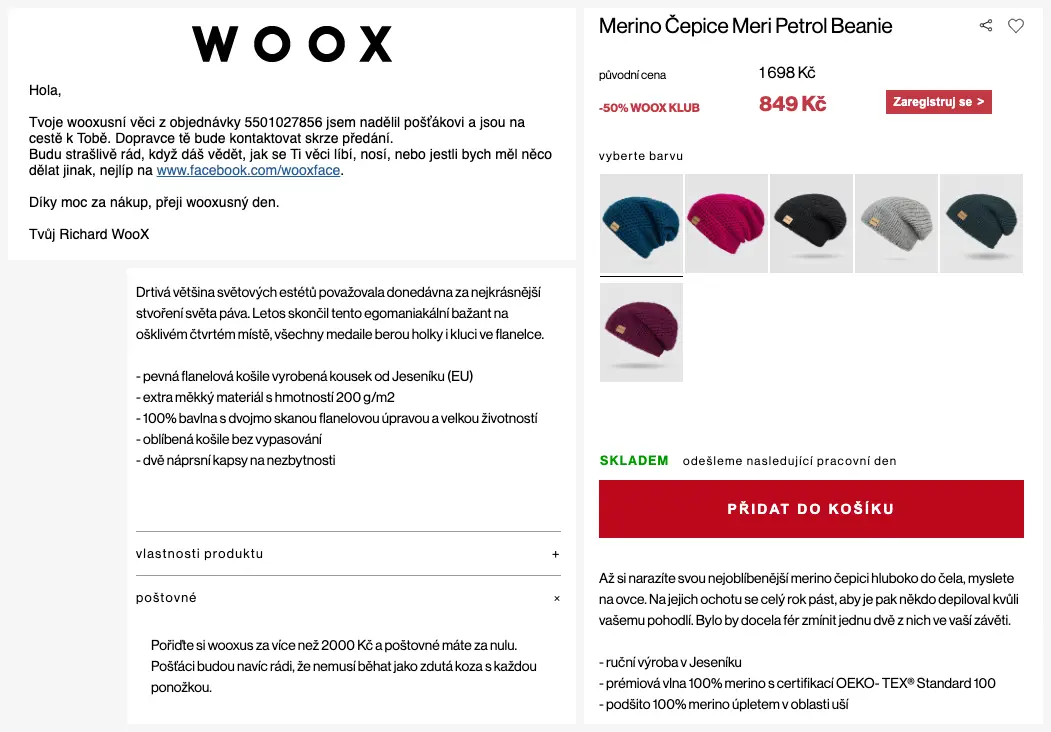 WOOX
Hola,
Tvoje wooxusní věci z objednávky 5501027856 jsem nadělil pošťákovi a jsou na
cestě k Tobě. Dopravce tě bude kontaktovat skrze předání.
Budu strašlivě rád, když dáš vědět, jak se Ti věci líbí, nosí, nebo jestli bych měl něco
dělat jinak, nejlíp na www.facebook.com/wooxface.
Díky moc za nákup, přeji wooxusný den.
Tvůj Richard WooX
Drtivá většina světových estétů považovala donedávna za nejkrásnější
stvoření světa páva. Letos skončil tento egomaniakální bažant na
ošklivém čtvrtém místě, všechny medaile berou holky i kluci ve flanelce.
- pevná flanelová košile vyrobená kousek od Jeseníku (EU)
- extra měkký materiál s hmotností 200 g/m2
- 100% bavlna s dvojmo skanou flanelovou úpravou a velkou životností
- oblíbená košile bez vypasování
- dvě náprsní kapsy na nezbytnosti
vlastnosti produktu +
poštovné ×
Pořiďte si wooxus za více než 2000 Kč a poštovné máte za nulu.
Pošťáci budou navíc rádi, že nemusí běhat jako zdutá koza s každou
ponožkou.
Merino Čepice Meri Petrol Beanie
původní cena 1 698 Kč
-50% WOOX KLUB 849 Kč Zaregistruj se >
vyberte barvu
SKLADEM odešleme nasledující pracovní den
PŘIDAT DO KOŠÍKU
Až si narazíte svou nejoblíbenější merino čepici hluboko do čela, myslete
na ovce. Na jejich ochotu se celý rok pást, aby je pak někdo depiloval kvůli
vašemu pohodlí. Bylo by docela fér zmínit jednu dvě z nich ve vaší závěti.
- ruční výroba v Jeseníku
- prémiová vlna 100% merino s certifikací OEKO- TEX® Standard 100
- podšito 100% merino úpletem v oblasti uší